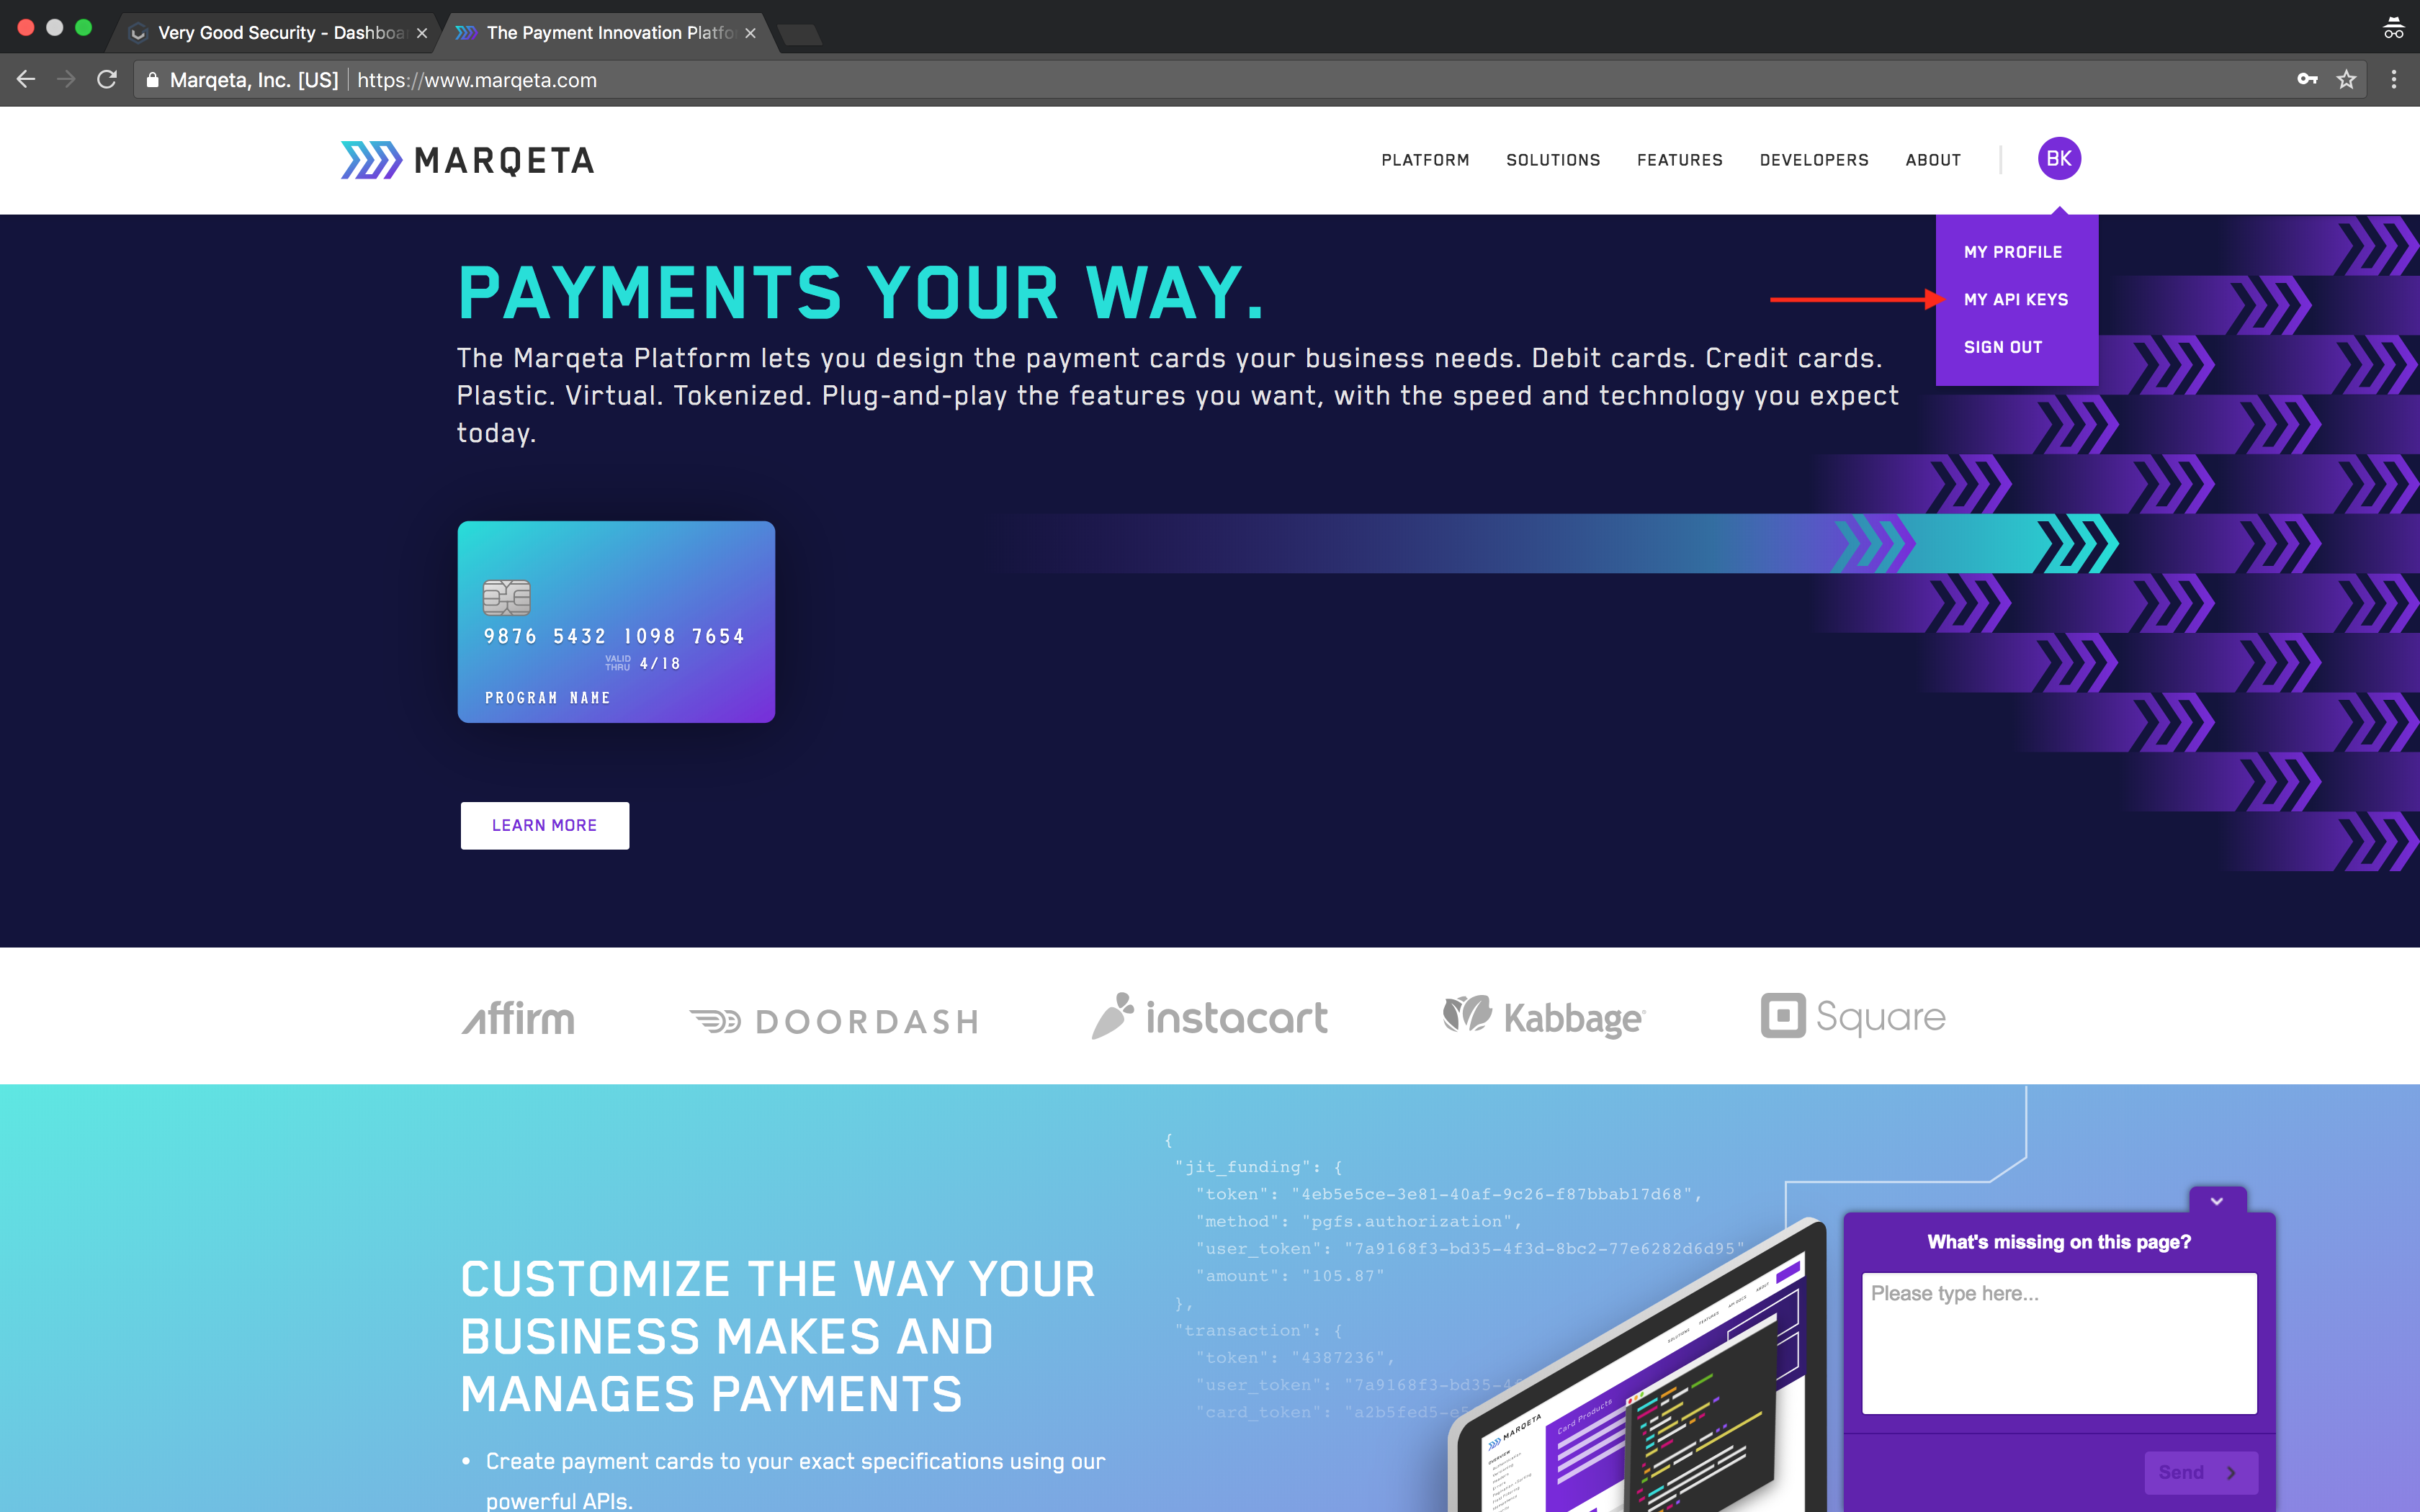 Very Good Security - Dashboa
The Payment Innovation Platfo
Marqeta, Inc. [US]
https://www.marqeta.com
MARQETA
PLATFORM
SOLUTIONS
FEATURES
DEVELOPERS
ABOUT
BK
MY PROFILE
MY API KEYS
SIGN OUT
PAYMENTS YOUR WAY.
The Marqeta Platform lets you design the payment cards your business needs. Debit cards. Credit cards.
Plastic. Virtual. Tokenized. Plug-and-play the features you want, with the speed and technology you expect
today.
9876 5432 1098 7654
VALID
THRU
4/18
PROGRAM NAME
LEARN MORE
affirm
DOORDASH
instacart
Kabbage
Square
{
"jit_funding": {
"token": "4eb5e5ce-3e81-40af-9c26-f87bbab17d68",
"method": "pgfs.authorization",
"user_token": "7a9168f3-bd35-4f3d-8bc2-77e6282d6d95"
"amount": "105.87"
},
"transaction": {
"token": "4387236",
"user_token": "7a9168f3-bd35-4f
"card_token": "a2b5fed5-e5
CUSTOMIZE THE WAY YOUR
BUSINESS MAKES AND
MANAGES PAYMENTS
• Create payment cards to your exact specifications using our
powerful APIs.
MARQETA
Card Products
What's missing on this page?
Please type here...
Send